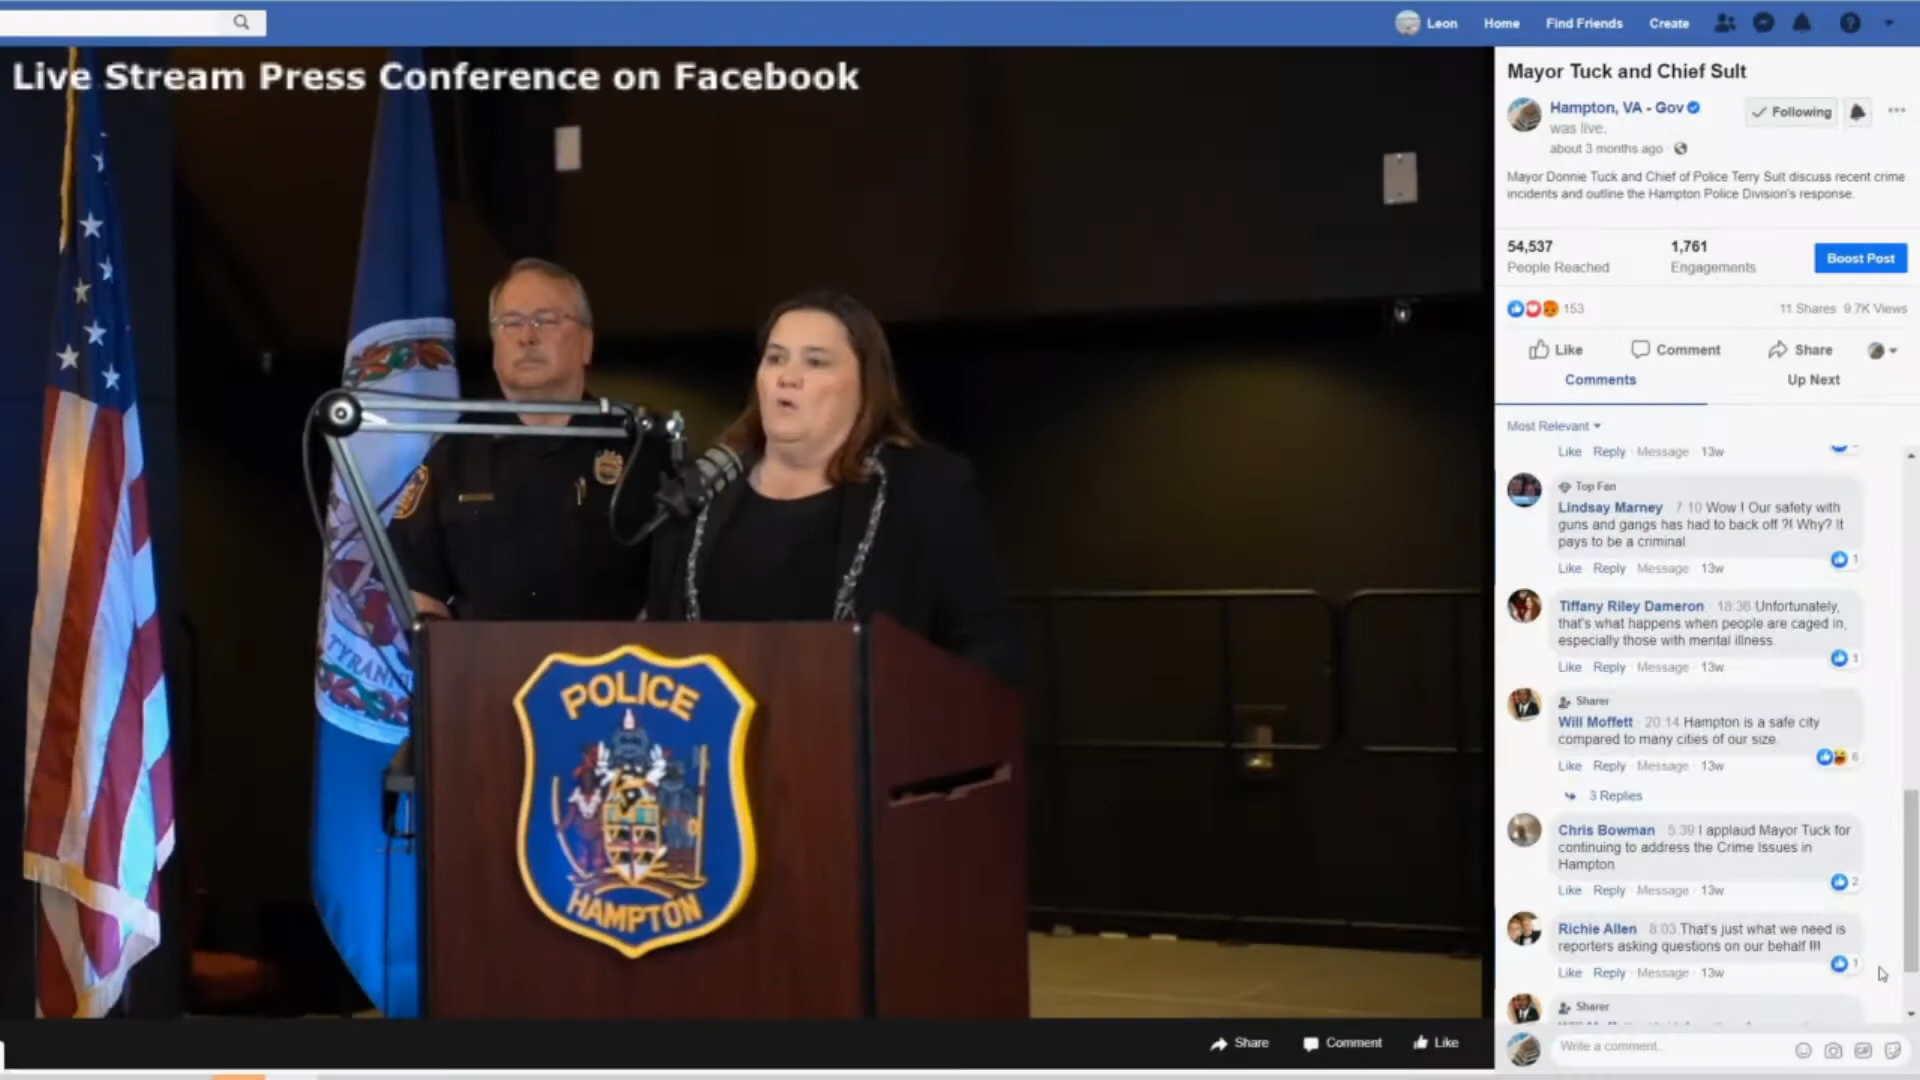 Leon Home Find Friends Create
Live Stream Press Conference on Facebook
TYRANN
POLICE
HAMPTON
Share Comment Like
Mayor Tuck and Chief Sult
Hampton, VA - Gov
Following
was live.
about 3 months ago
Mayor Donnie Tuck and Chief of Police Terry Sult discuss recent crime
incidents and outline the Hampton Police Division's response.
54,537 1,761
People Reached Engagements
Boost Post
153 11 Shares 9.7K Views
Like Comment Share
Comments Up Next
Most Relevant
Like Reply Message 13w
Top Fan
Lindsay Marney · 7:10 Wow ! Our safety with
guns and gangs has had to back off ?! Why? It
pays to be a criminal
1
Like · Reply · Message · 13w
Tiffany Riley Dameron · 18:36 Unfortunately,
that's what happens when people are caged in,
especially those with mental illness.
1
Like · Reply · Message · 13w
Sharer
Will Moffett · 20:14 Hampton is a safe city
compared to many cities of our size.
6
Like · Reply · Message · 13w
3 Replies
Chris Bowman · 5:39 I applaud Mayor Tuck for
continuing to address the Crime Issues in
Hampton
2
Like · Reply · Message · 13w
Richie Allen · 8:03 That's just what we need is
reporters asking questions on our behalf !!!
1
Like · Reply · Message · 13w
Sharer
Write a comment...
GIF